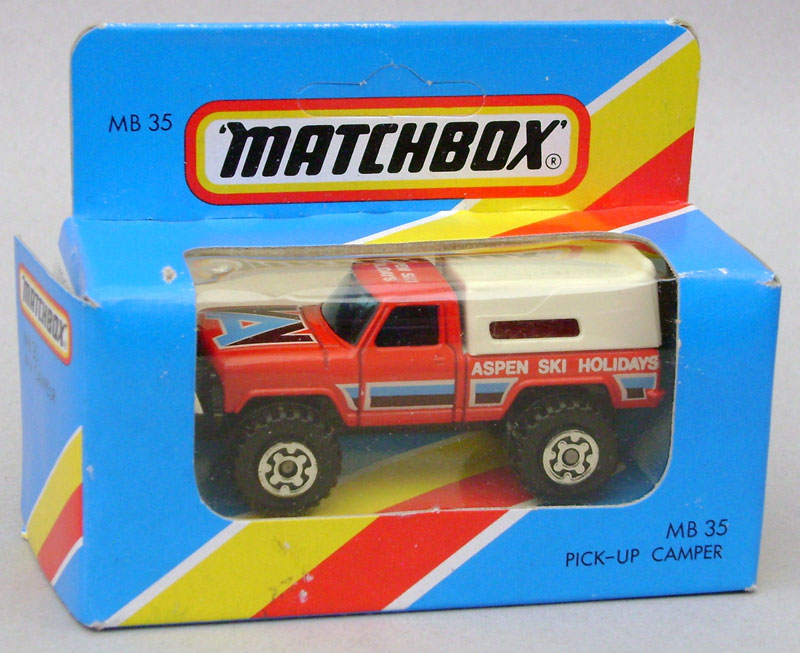 MB 35
'MATCHBOX'®
MATCHBOX
A
ASPEN SKI HOLIDAYS
MB 35
PICK-UP CAMPER